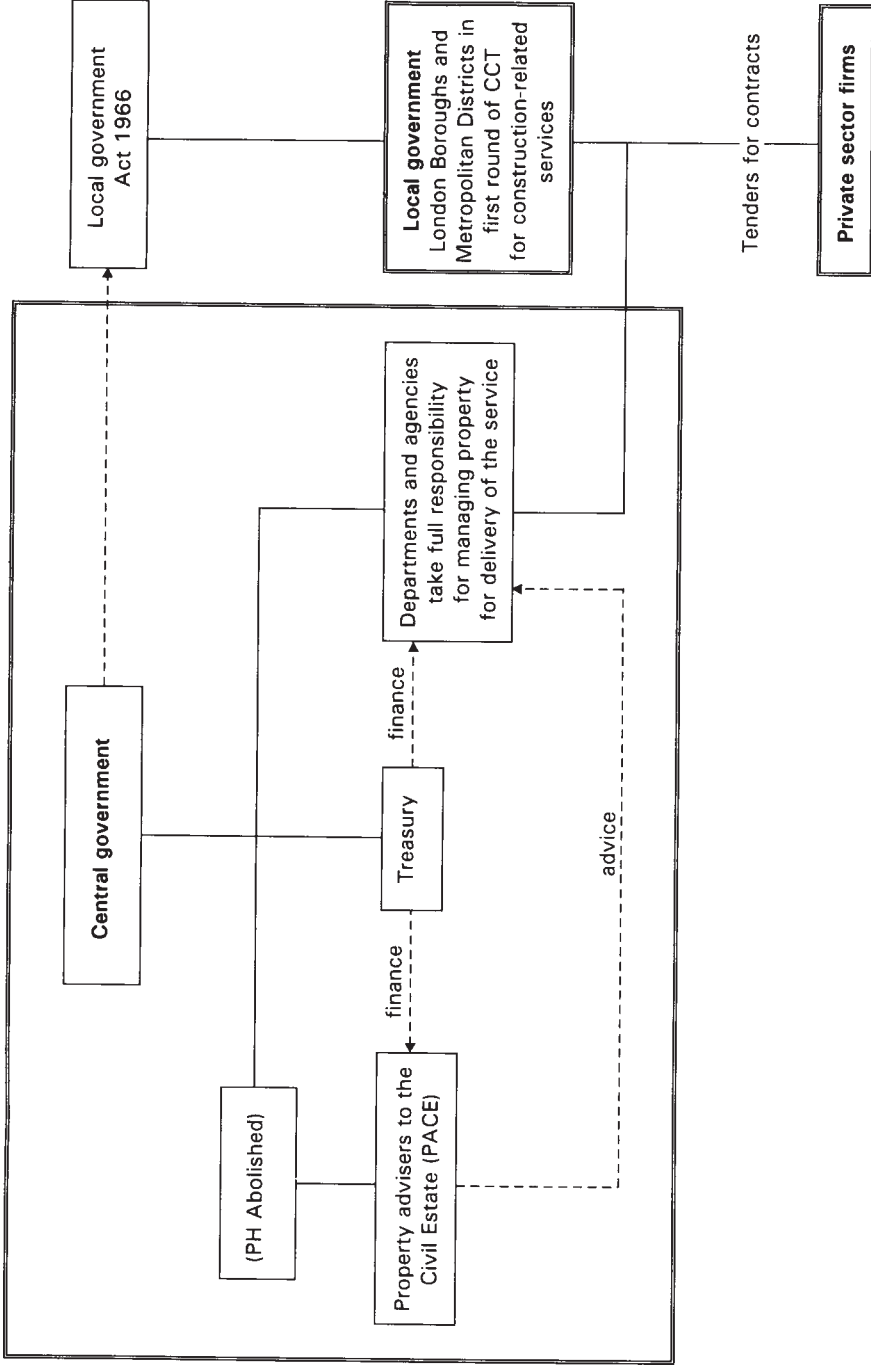 Central government
Local government
Act 1966
(PH Abolished)
finance
Treasury
finance
Property advisers to the
Civil Estate (PACE)
Departments and agencies
take full responsibility
for managing property
for delivery of the service
Local government
London Boroughs and
Metropolitan Districts in
first round of CCT
for construction-related
services
advice
Tenders for contracts
Private sector firms